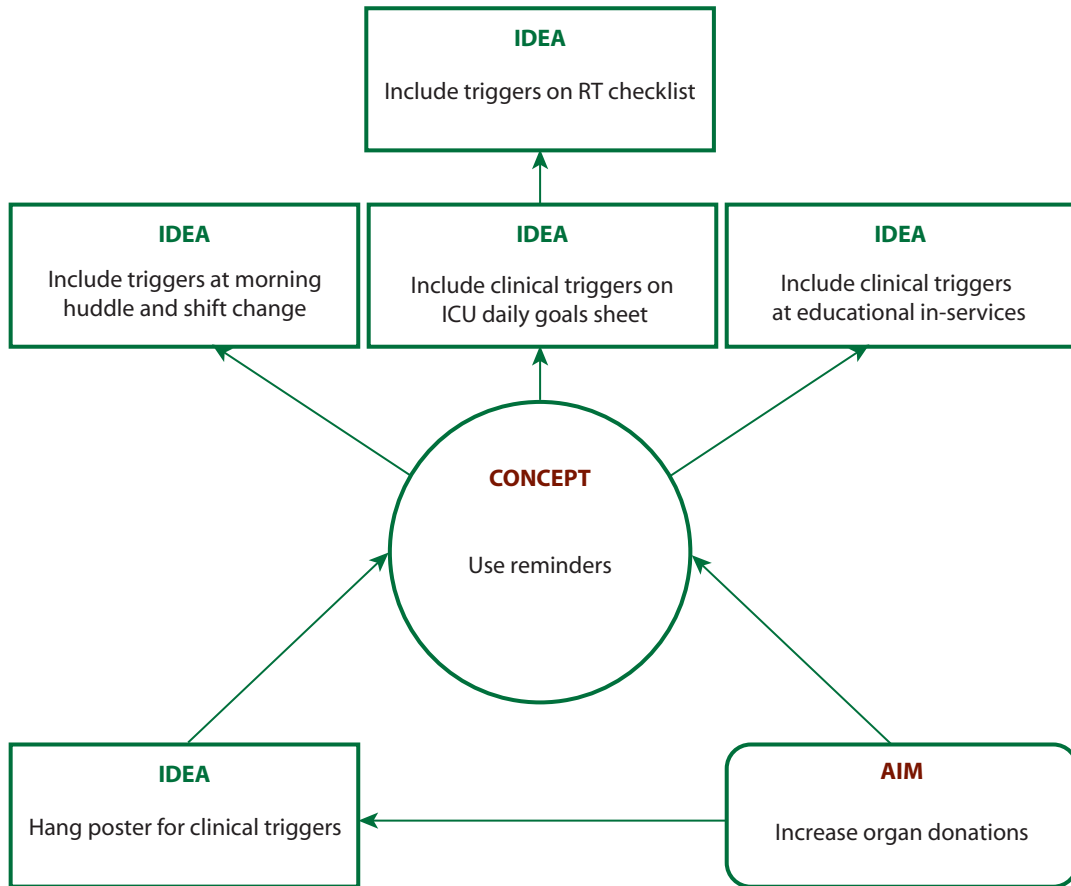 IDEA
Include triggers on RT checklist
IDEA
Include triggers at morning
huddle and shift change
IDEA
Include clinical triggers on
ICU daily goals sheet
IDEA
Include clinical triggers
at educational in-services
CONCEPT
Use reminders
IDEA
Hang poster for clinical triggers
AIM
Increase organ donations